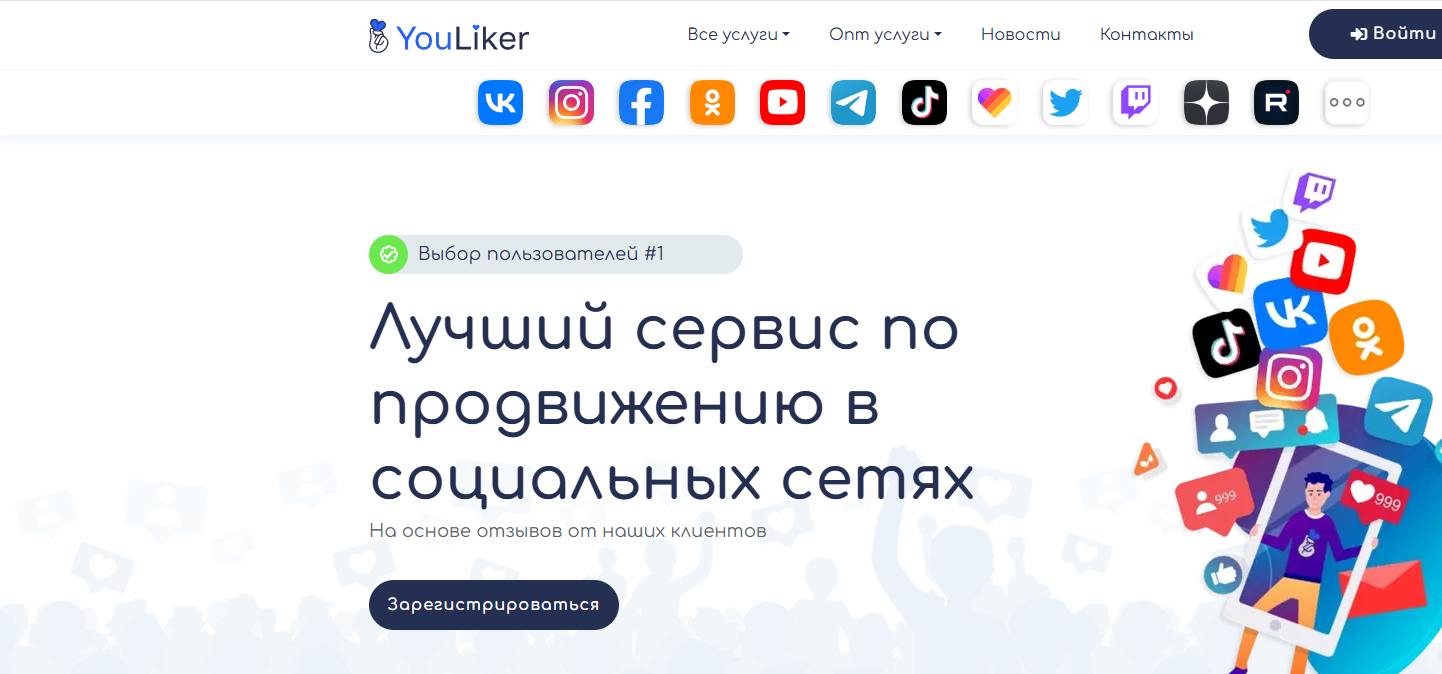 YouLiker
Все услуги
Опт услуги
Новости
Контакты
Войти
Выбор пользователей #1
Лучший сервис по
продвижению в
социальных сетях
На основе отзывов от наших клиентов
Зарегистрироваться
999
999